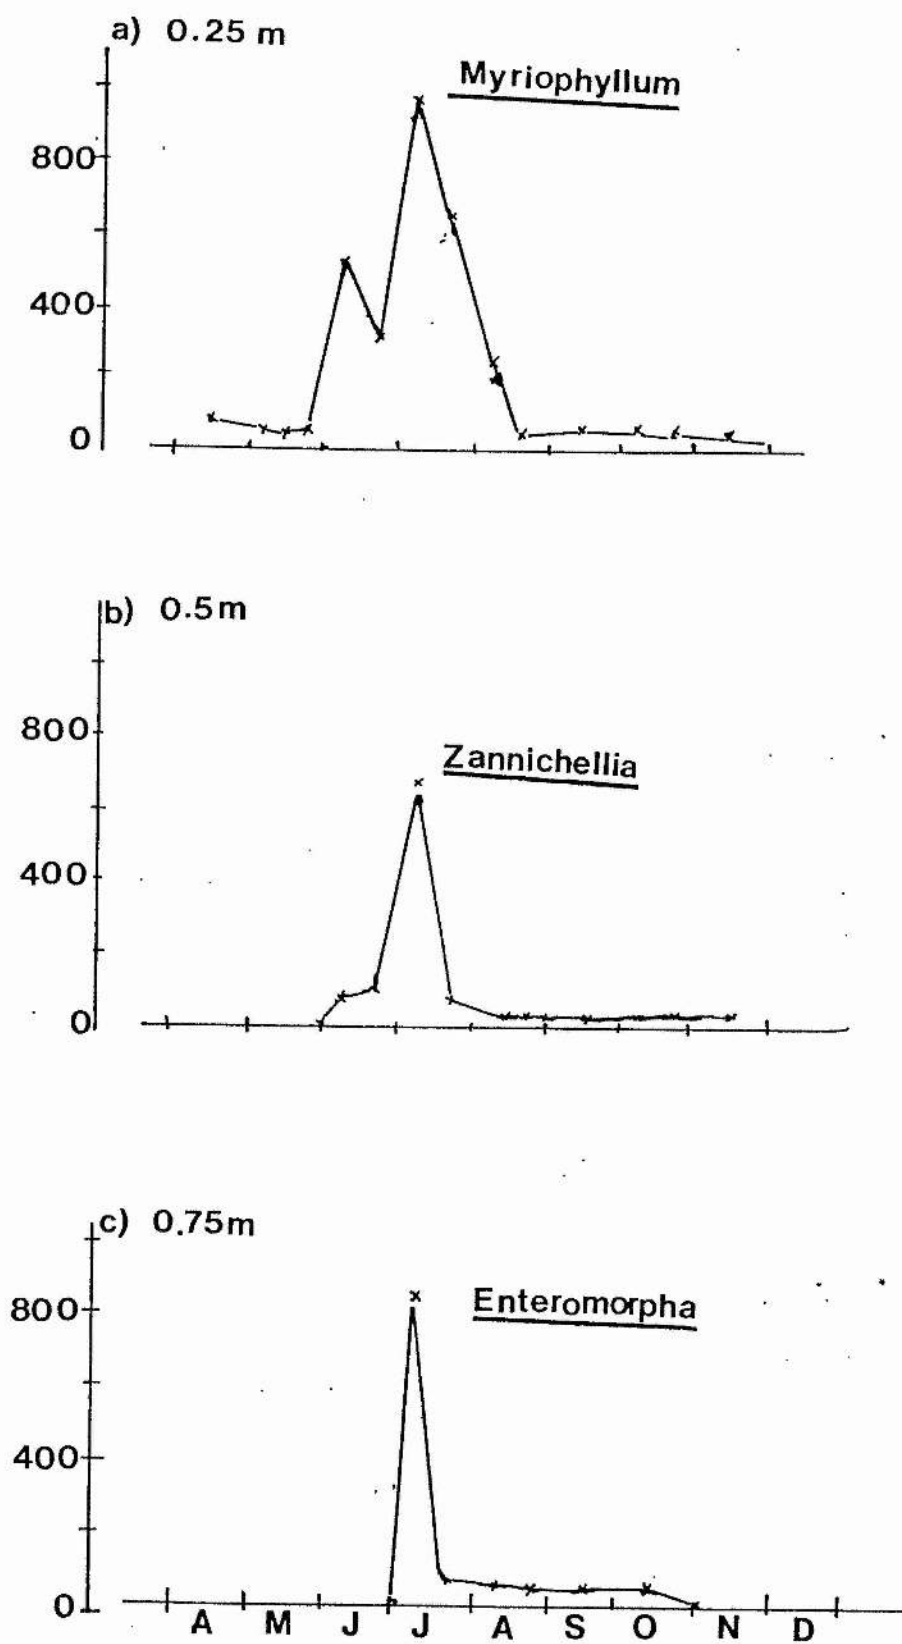 a) 0.25 m
Myriophyllum
800
400
0
b) 0.5m
Zannichellia
800
400
0
c) 0.75m
Enteromorpha
800
400
0
A M J J A S O N D